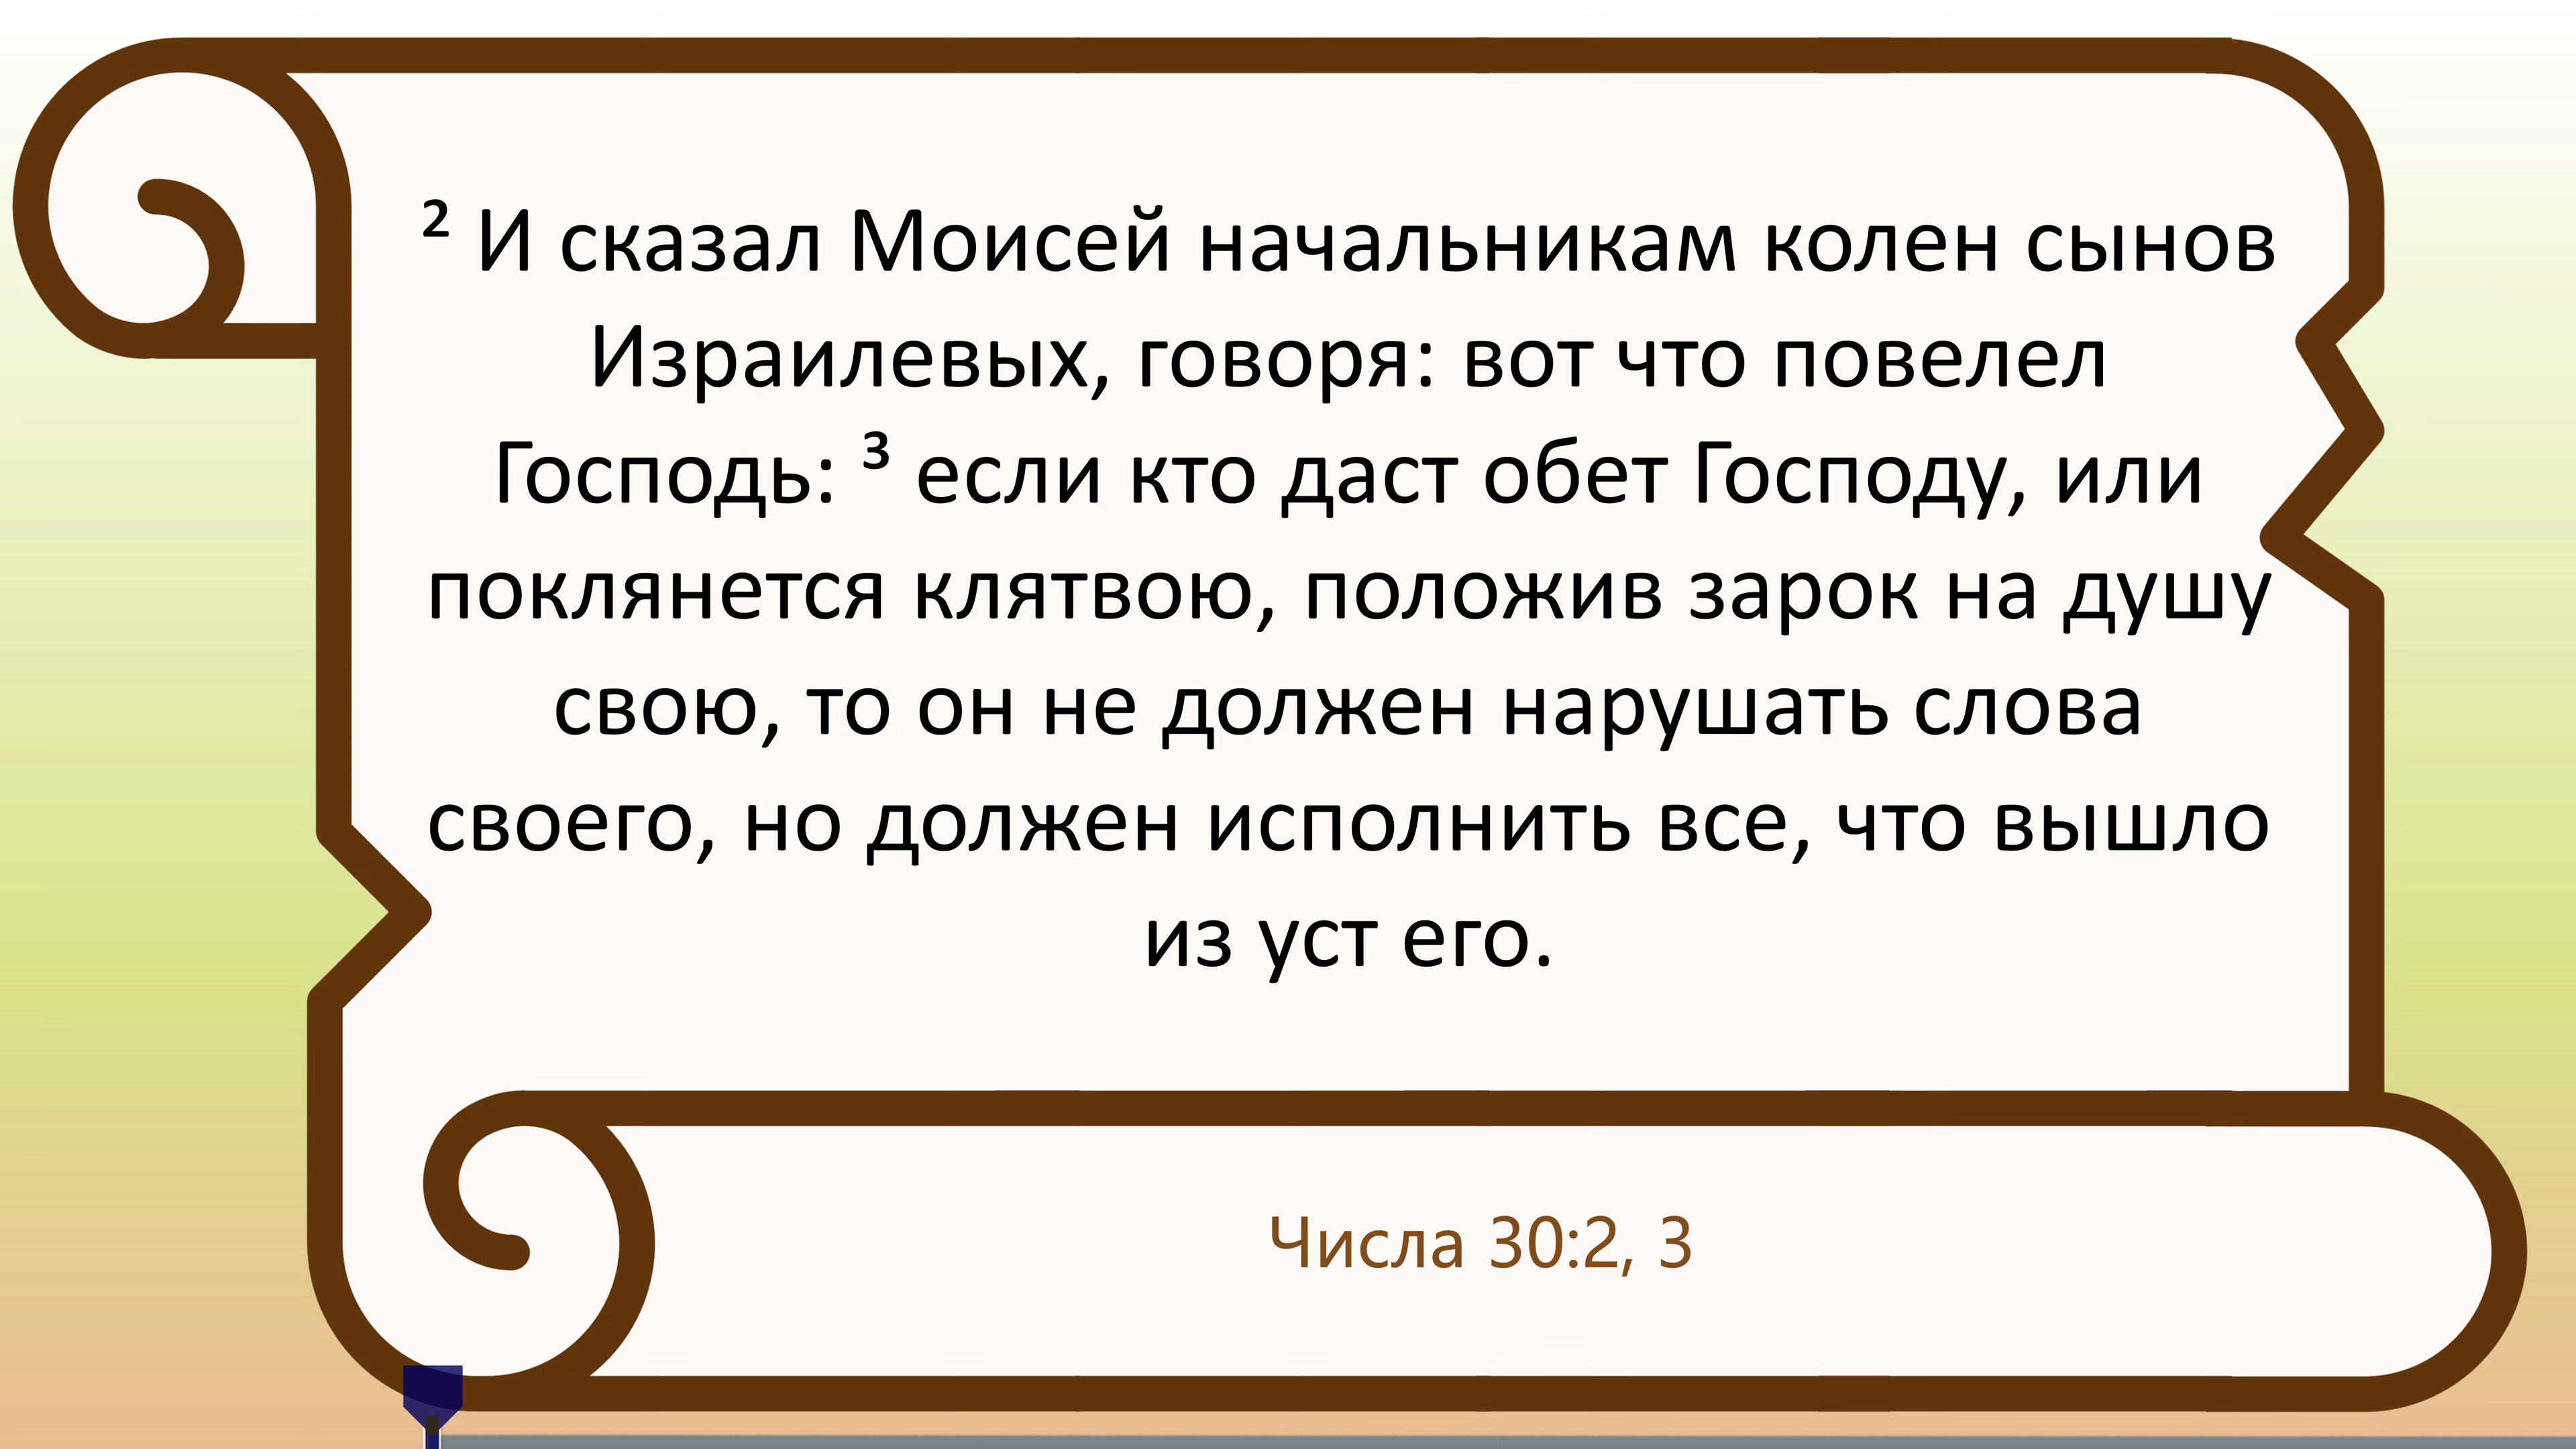 ² И сказал Моисей начальникам колен сынов
Израилевых, говоря: вот что повелел
Господь: ³ если кто даст обет Господу, или
поклянется клятвою, положив зарок на душу
свою, то он не должен нарушать слова
своего, но должен исполнить все, что вышло
из уст его.
Числа 30:2, 3